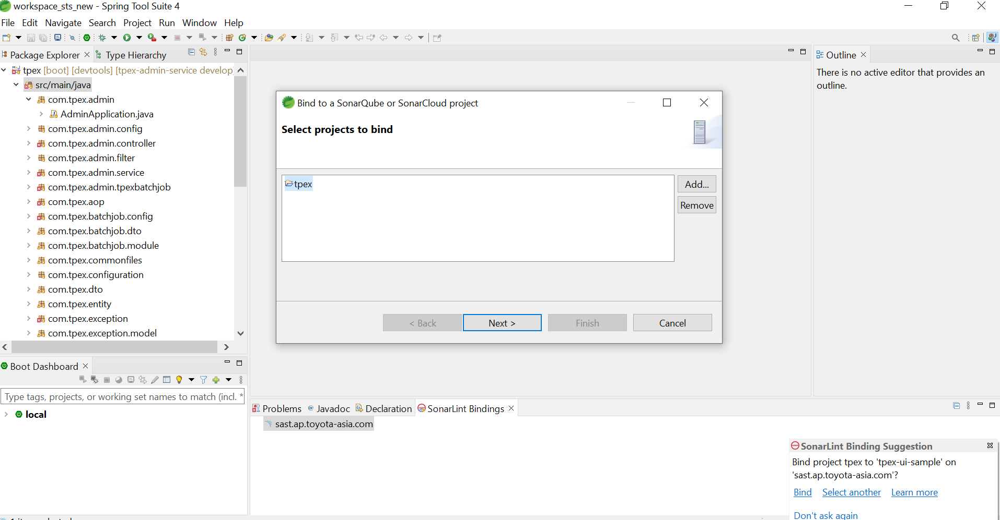 workspace_sts_new - Spring Tool Suite 4
File Edit Navigate Search Project Run Window Help
Package Explorer
Type Hierarchy
tpex [boot] [devtools] [tpex-admin-service develop]
src/main/java
com.tpex.admin
AdminApplication.java
com.tpex.admin.config
com.tpex.admin.controller
com.tpex.admin.filter
com.tpex.admin.service
com.tpex.admin.tpexbatchjob
com.tpex.aop
com.tpex.batchjob.config
com.tpex.batchjob.dto
com.tpex.batchjob.module
com.tpex.commonfiles
com.tpex.configuration
com.tpex.dto
com.tpex.entity
com.tpex.exception
com.tpex.exception.model
Boot Dashboard
Type tags, projects, or working set names to match (incl. *
local
Bind to a SonarQube or SonarCloud project
Select projects to bind
tpex
Add...
Remove
< Back
Next >
Finish
Cancel
Outline
There is no active editor that provides an
outline.
Problems
@ Javadoc
Declaration
SonarLint Bindings
sast.ap.toyota-asia.com
SonarLint Binding Suggestion
Bind project tpex to 'tpex-ui-sample' on
'sast.ap.toyota-asia.com'?
Bind Select another Learn more
Don't ask again